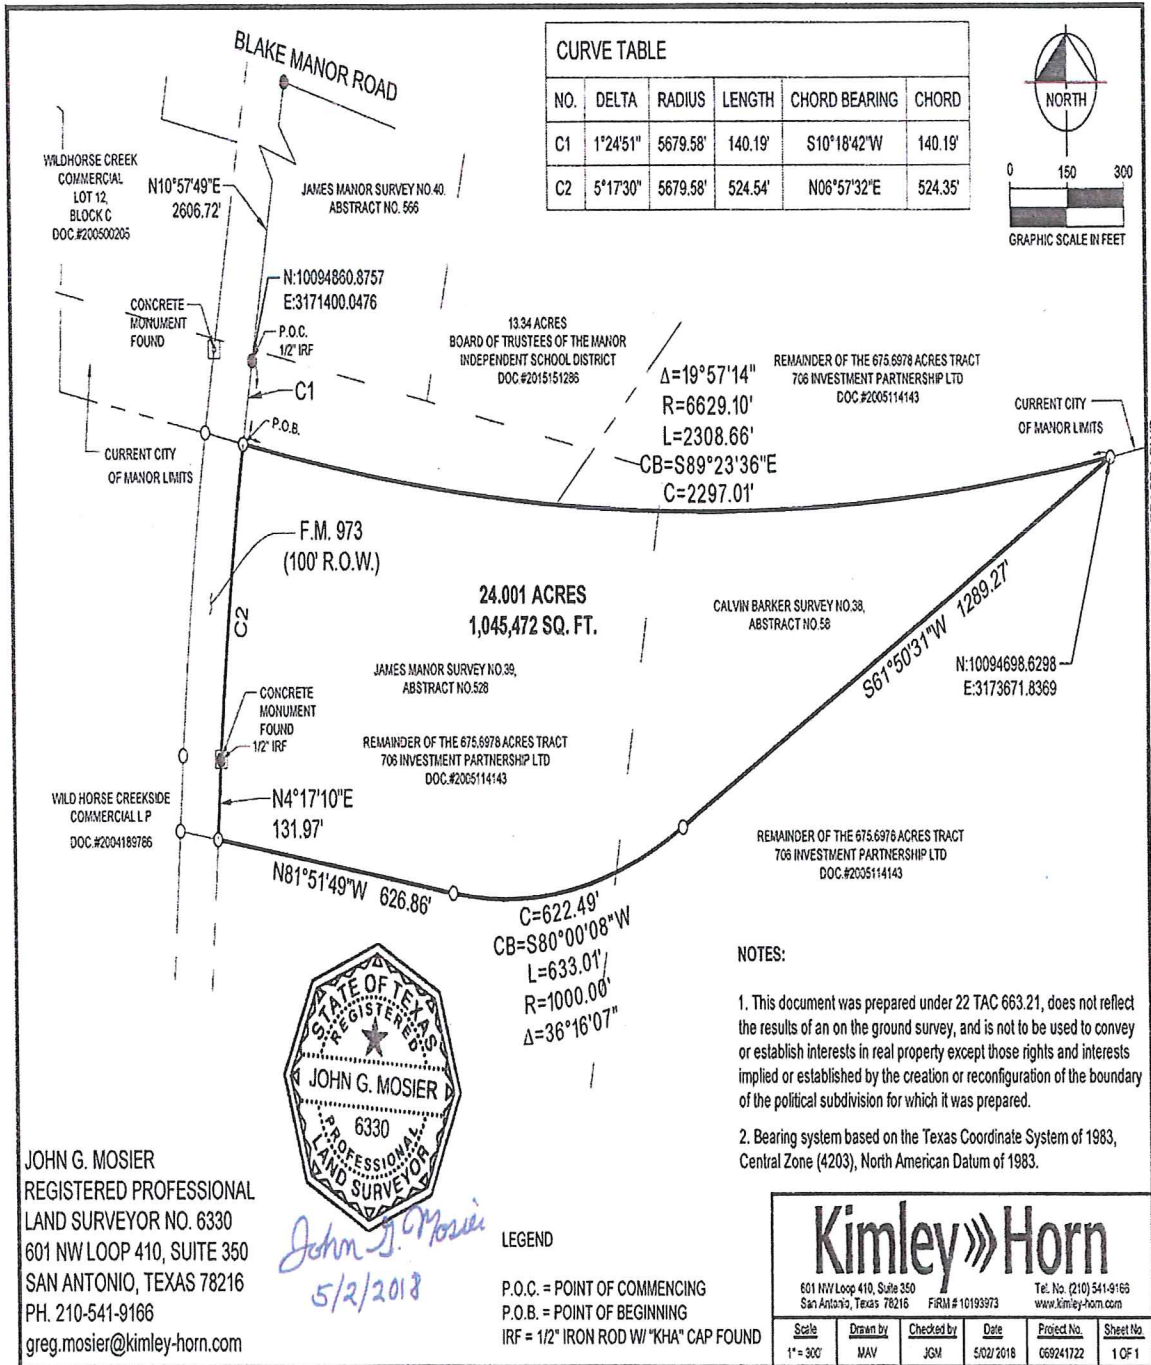 BLAKE MANOR ROAD
CURVE TABLE
NO. DELTA RADIUS LENGTH CHORD BEARING CHORD
C1 1°24'51" 5679.58' 140.19' S10°18'42"W 140.19'
C2 5°17'30" 5679.58' 524.54' N06°57'32"E 524.35'
NORTH
0 150 300
GRAPHIC SCALE IN FEET
WILDHORSE CREEK
COMMERCIAL
LOT 12,
BLOCK C
DOC.#200500205
N10°57'49"E
2606.72'
JAMES MANOR SURVEY NO.40.
ABSTRACT NO. 566
N:10094860.8757
E:3171400.0476
CONCRETE
MONUMENT
FOUND
P.O.C.
1/2" IRF
C1
P.O.B.
13.34 ACRES
BOARD OF TRUSTEES OF THE MANOR
INDEPENDENT SCHOOL DISTRICT
DOC.#2015151286
Δ=19°57'14"
R=6629.10'
L=2308.66'
CB=S89°23'36"E
C=2297.01'
REMAINDER OF THE 675.6978 ACRES TRACT
706 INVESTMENT PARTNERSHIP LTD
DOC.#2005114143
CURRENT CITY
OF MANOR LIMITS
CURRENT CITY
OF MANOR LIMITS
F.M. 973
(100' R.O.W.)
C2
24.001 ACRES
1,045,472 SQ. FT.
CALVIN BARKER SURVEY NO.38,
ABSTRACT NO.58
S61°50'31"W 1289.27'
N:10094698.6298
E:3173671.8369
JAMES MANOR SURVEY NO.39,
ABSTRACT NO.528
CONCRETE
MONUMENT
FOUND
1/2" IRF
REMAINDER OF THE 675.6978 ACRES TRACT
706 INVESTMENT PARTNERSHIP LTD
DOC.#2005114143
WILD HORSE CREEKSIDE
COMMERCIAL L P
DOC.#2004189786
N4°17'10"E
131.97'
N81°51'49"W 626.86'
REMAINDER OF THE 675.6978 ACRES TRACT
706 INVESTMENT PARTNERSHIP LTD
DOC.#2005114143
C=622.49'
CB=S80°00'08"W
L=633.01'
R=1000.00'
Δ=36°16'07"
NOTES:
1. This document was prepared under 22 TAC 663.21, does not reflect
the results of an on the ground survey, and is not to be used to convey
or establish interests in real property except those rights and interests
implied or established by the creation or reconfiguration of the boundary
of the political subdivision for which it was prepared.
2. Bearing system based on the Texas Coordinate System of 1983,
Central Zone (4203), North American Datum of 1983.
STATE OF TEXAS
REGISTERED
JOHN G. MOSIER
6330
PROFESSIONAL
LAND SURVEYOR
John G. Mosier
5/2/2018
JOHN G. MOSIER
REGISTERED PROFESSIONAL
LAND SURVEYOR NO. 6330
601 NW LOOP 410, SUITE 350
SAN ANTONIO, TEXAS 78216
PH. 210-541-9166
greg.mosier@kimley-horn.com
LEGEND
P.O.C. = POINT OF COMMENCING
P.O.B. = POINT OF BEGINNING
IRF = 1/2" IRON ROD W/ "KHA" CAP FOUND
Kimley»Horn
601 NW Loop 410, Suite 350
San Antonio, Texas 78216 FIRM # 10193973
Tel. No. (210) 541-9166
www.kimley-horn.com
Scale Drawn by Checked by Date Project No. Sheet No.
1" = 300' MAV JGM 5/02/2018 069241722 1 OF 1